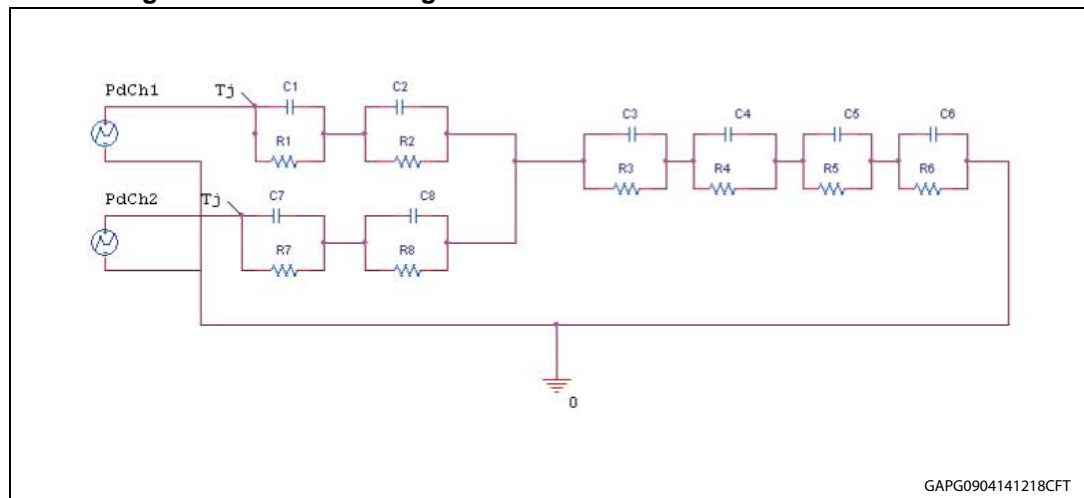 PdCh1
Tj
C1
C2
R1
R2
C3
C4
C5
C6
R3
R4
R5
R6
PdCh2
Tj
C7
C8
R7
R8
0
GAPG0904141218CFT